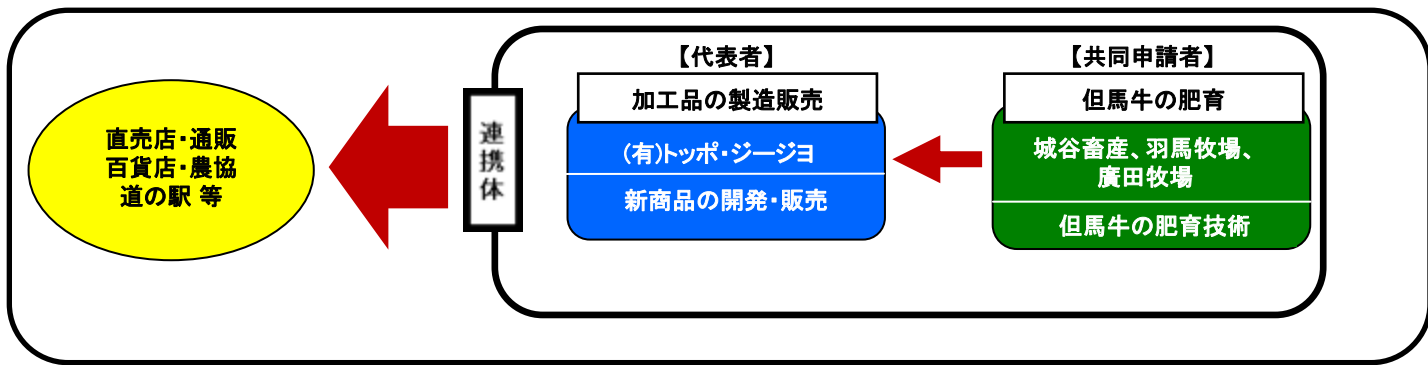 直売店・通販
百貨店・農協
道の駅 等
連携体
【代表者】
加工品の製造販売
(有)トッポ・ジージョ
新商品の開発・販売
【共同申請者】
但馬牛の肥育
城谷畜産、羽馬牧場、
廣田牧場
但馬牛の肥育技術